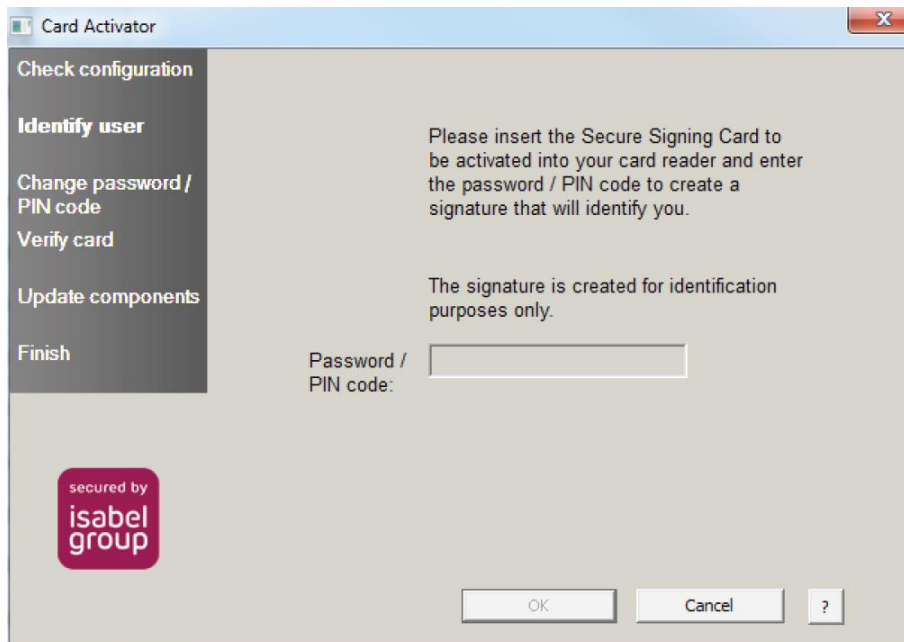 Card Activator
X
Check configuration
Identify user
Change password /
PIN code
Verify card
Update components
Finish
Please insert the Secure Signing Card to
be activated into your card reader and enter
the password / PIN code to create a
signature that will identify you.
The signature is created for identification
purposes only.
Password /
PIN code:
secured by
isabel
group
OK
Cancel
?